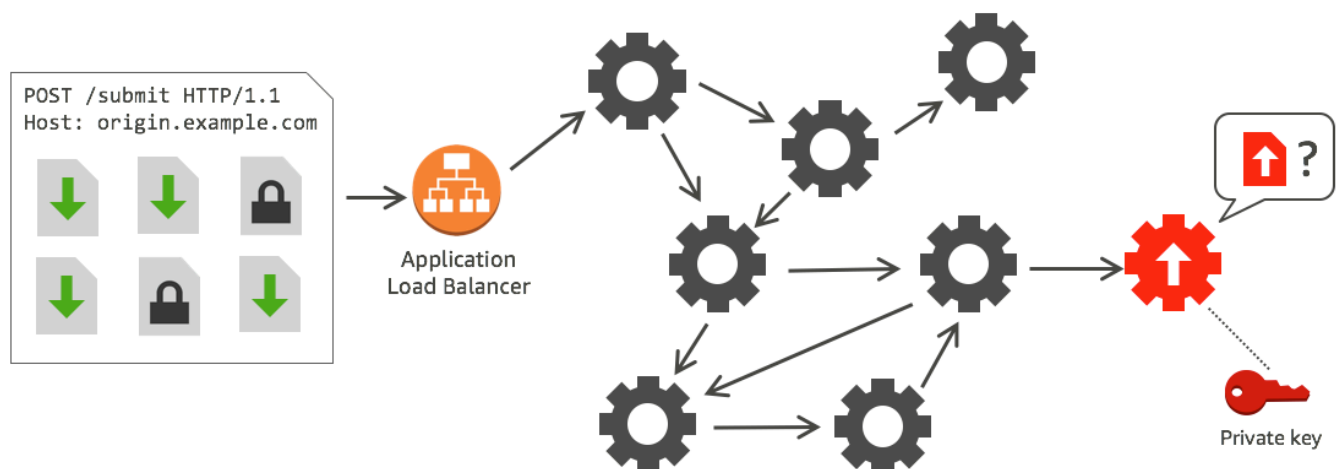 POST /submit HTTP/1.1
Host: origin.example.com
?
Application
Load Balancer
Private key